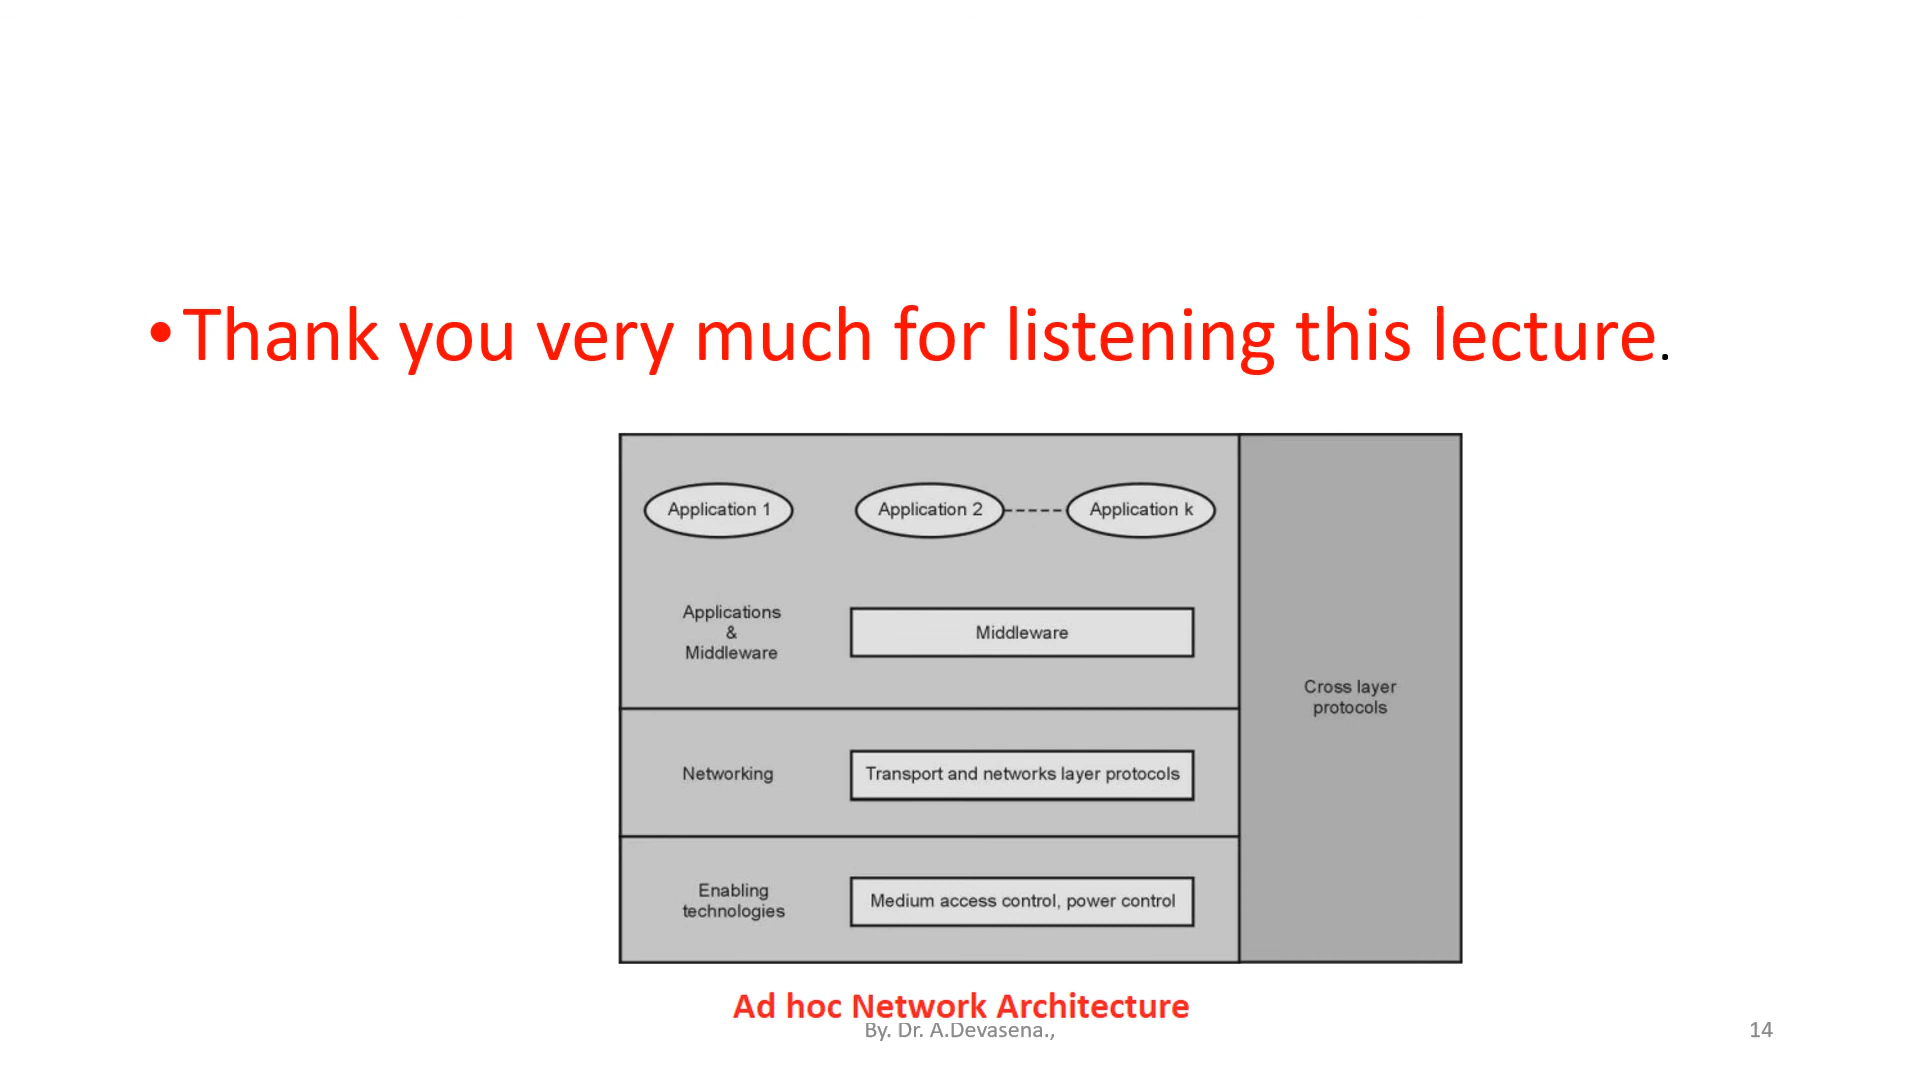 • Thank you very much for listening this lecture.
Application 1
Application 2
Application k
Applications
&
Middleware
Middleware
Cross layer
protocols
Networking
Transport and networks layer protocols
Enabling
technologies
Medium access control, power control
Ad hoc Network Architecture
By. Dr. A.Devasena.,
14